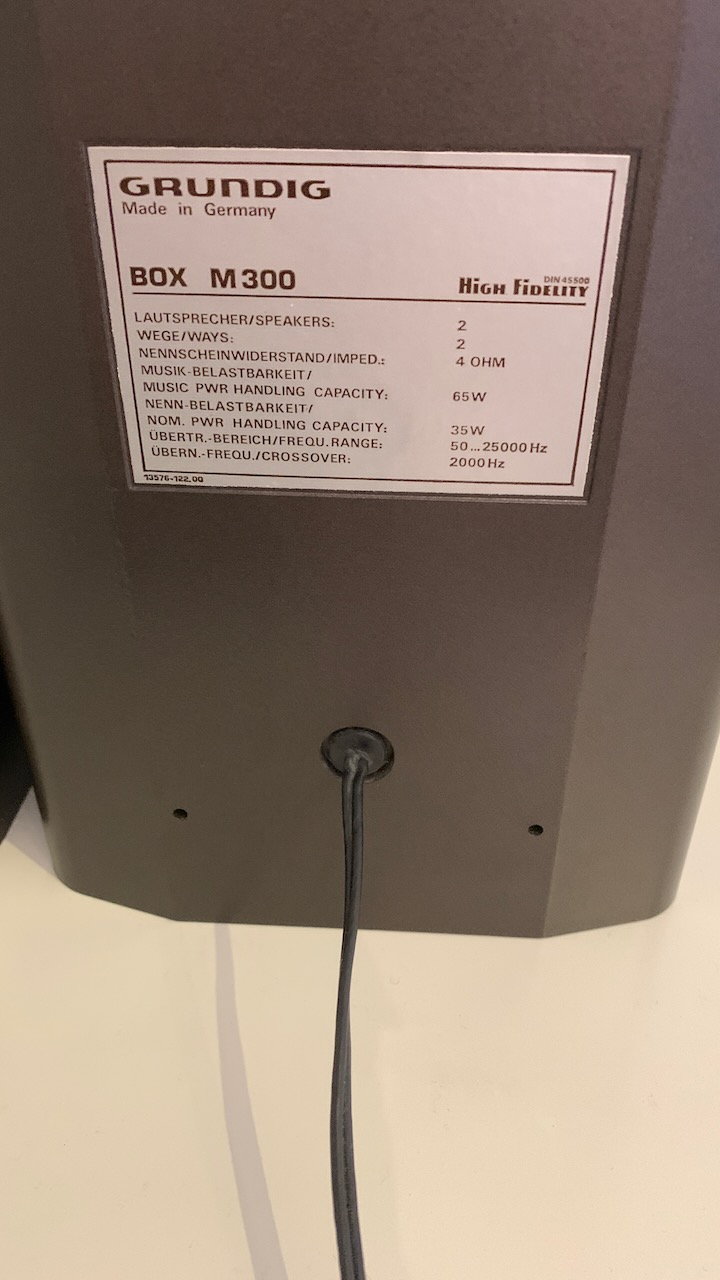 GRUNDIG
Made in Germany
BOX M300
DIN 45500
HIGH FIDELITY
LAUTSPRECHER/SPEAKERS: 2
WEGE/WAYS: 2
NENNSCHEINWIDERSTAND/IMPED.: 4 OHM
MUSIK-BELASTBARKEIT/
MUSIC PWR HANDLING CAPACITY: 65W
NENN-BELASTBARKEIT/
NOM. PWR HANDLING CAPACITY: 35W
ÜBERTR.-BEREICH/FREQU.RANGE: 50...25000Hz
ÜBERN.-FREQU./CROSSOVER: 2000Hz
13576-122.00